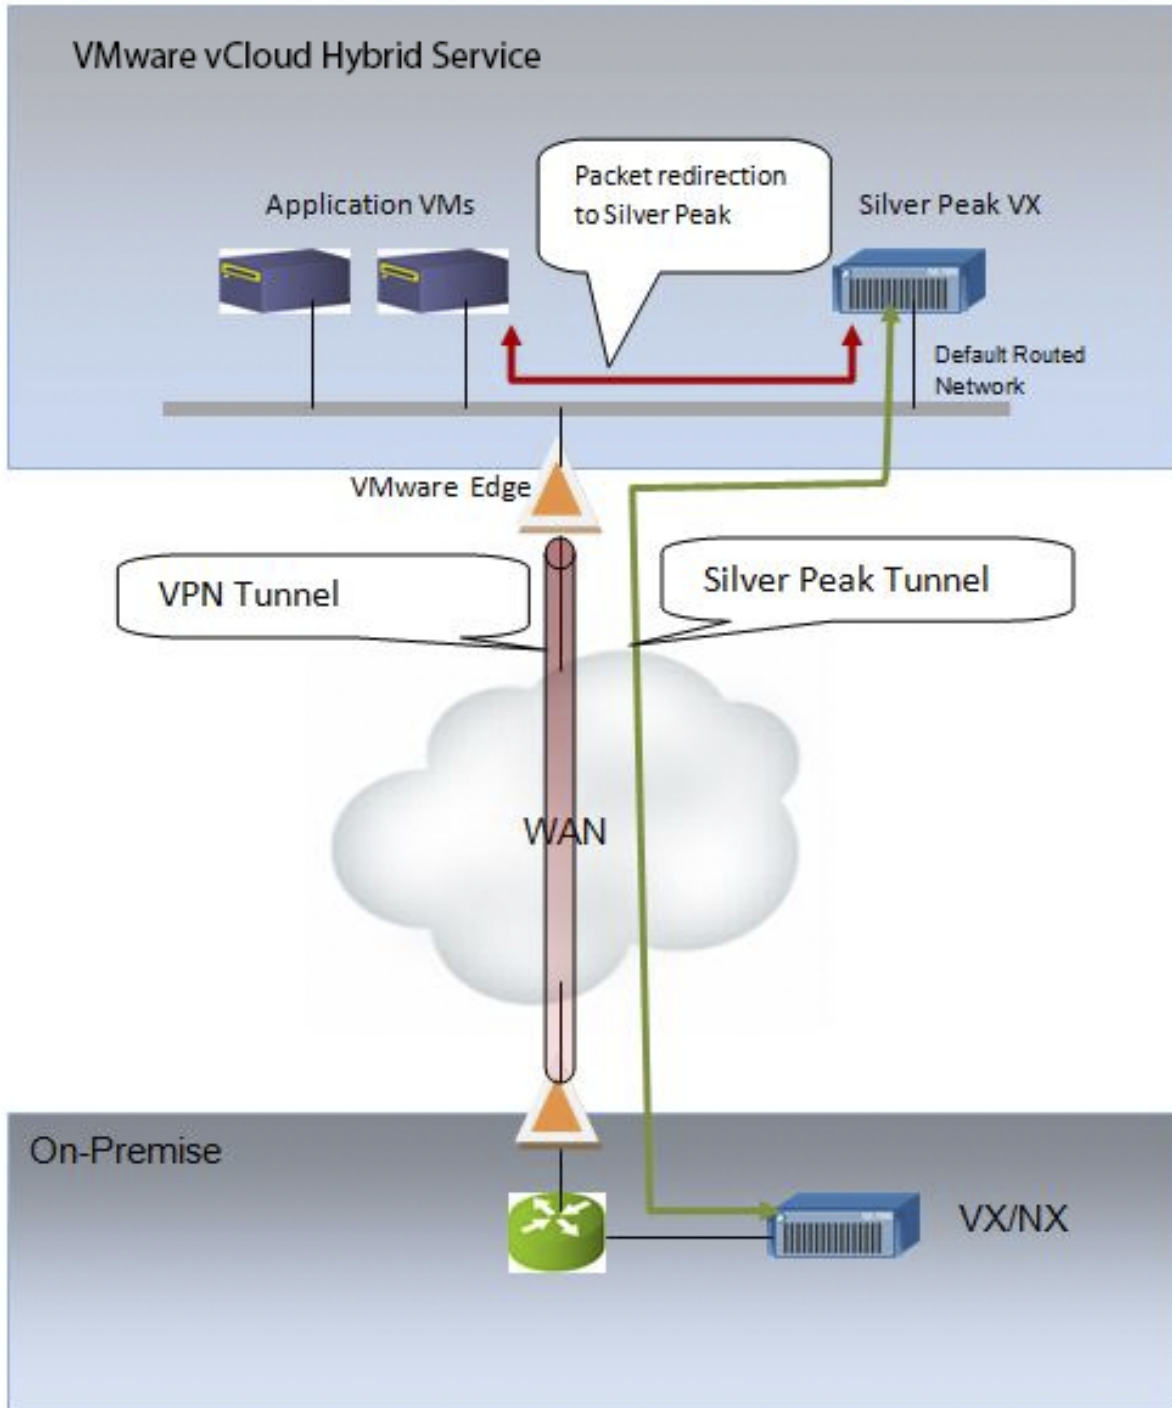 VMware vCloud Hybrid Service
Packet redirection
to Silver Peak
Application VMs
Silver Peak VX
Default Routed
Network
VMware Edge
VPN Tunnel
Silver Peak Tunnel
WAN
On-Premise
VX/NX